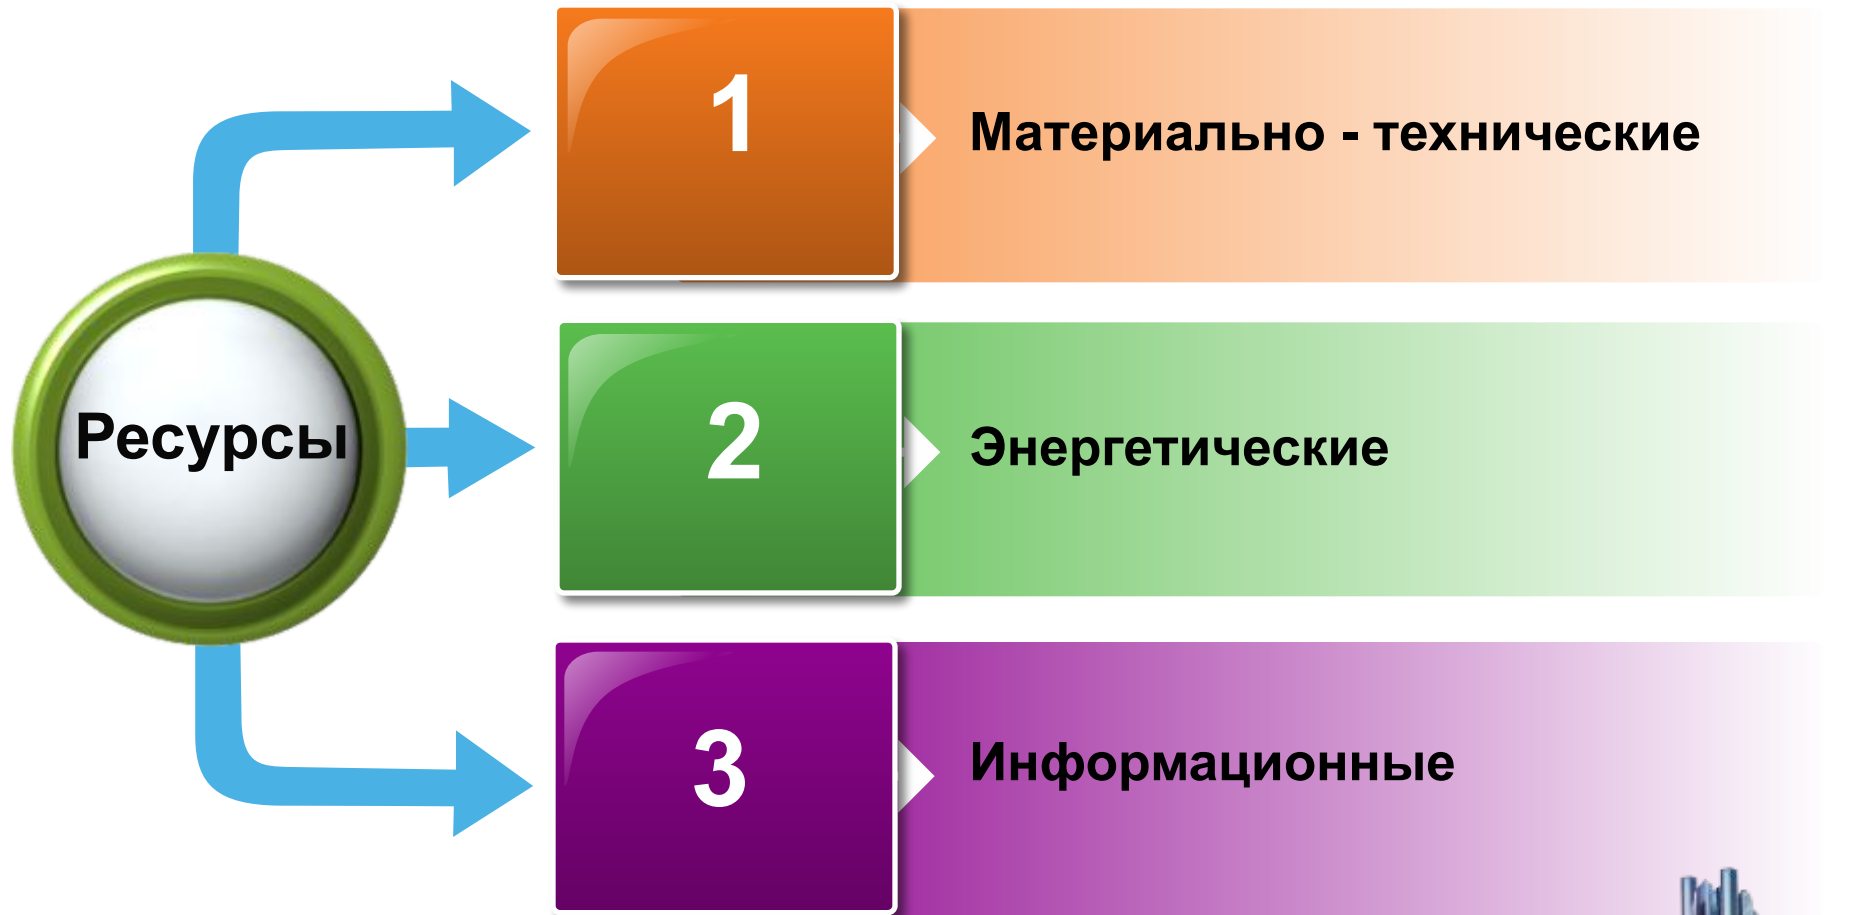 Ресурсы
1
Материально - технические
2
Энергетические
3
Информационные